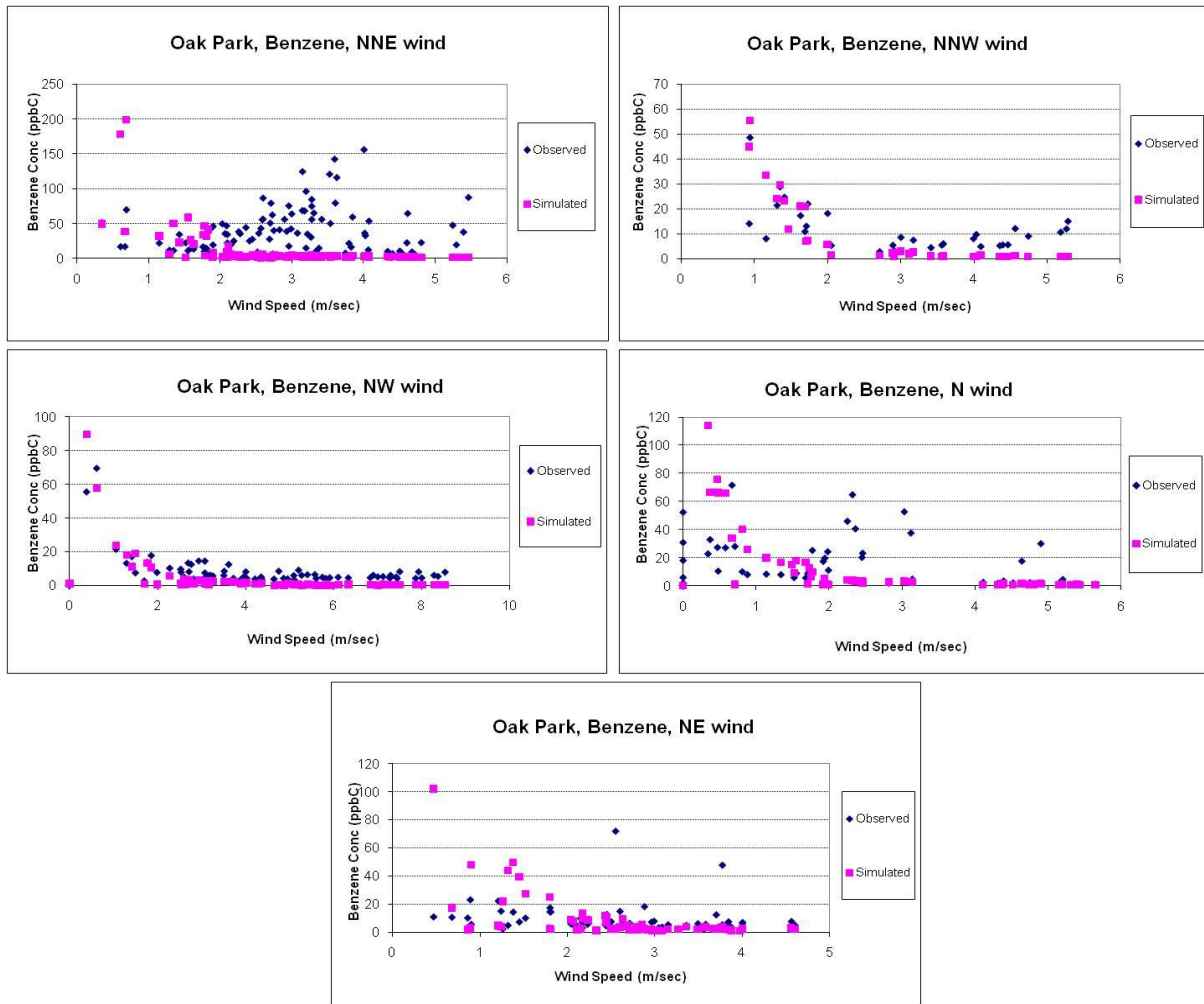 Oak Park, Benzene, NNE wind
Benzene Conc (ppbC)
250
200
150
100
50
0
0 1 2 3 4 5 6
Wind Speed (m/sec)
Observed
Simulated
Oak Park, Benzene, NNW wind
Benzene Conc (ppbC)
70
60
50
40
30
20
10
0
0 1 2 3 4 5 6
Wind Speed (m/sec)
Observed
Simulated
Oak Park, Benzene, NW wind
Benzene Conc (ppbC)
100
80
60
40
20
0
0 2 4 6 8 10
Wind Speed (m/sec)
Observed
Simulated
Oak Park, Benzene, N wind
Benzene Conc (ppbC)
120
100
80
60
40
20
0
0 1 2 3 4 5 6
Wind Speed (m/sec)
Observed
Simulated
Oak Park, Benzene, NE wind
Benzene Conc (ppbC)
120
100
80
60
40
20
0
0 1 2 3 4 5
Wind Speed (m/sec)
Observed
Simulated